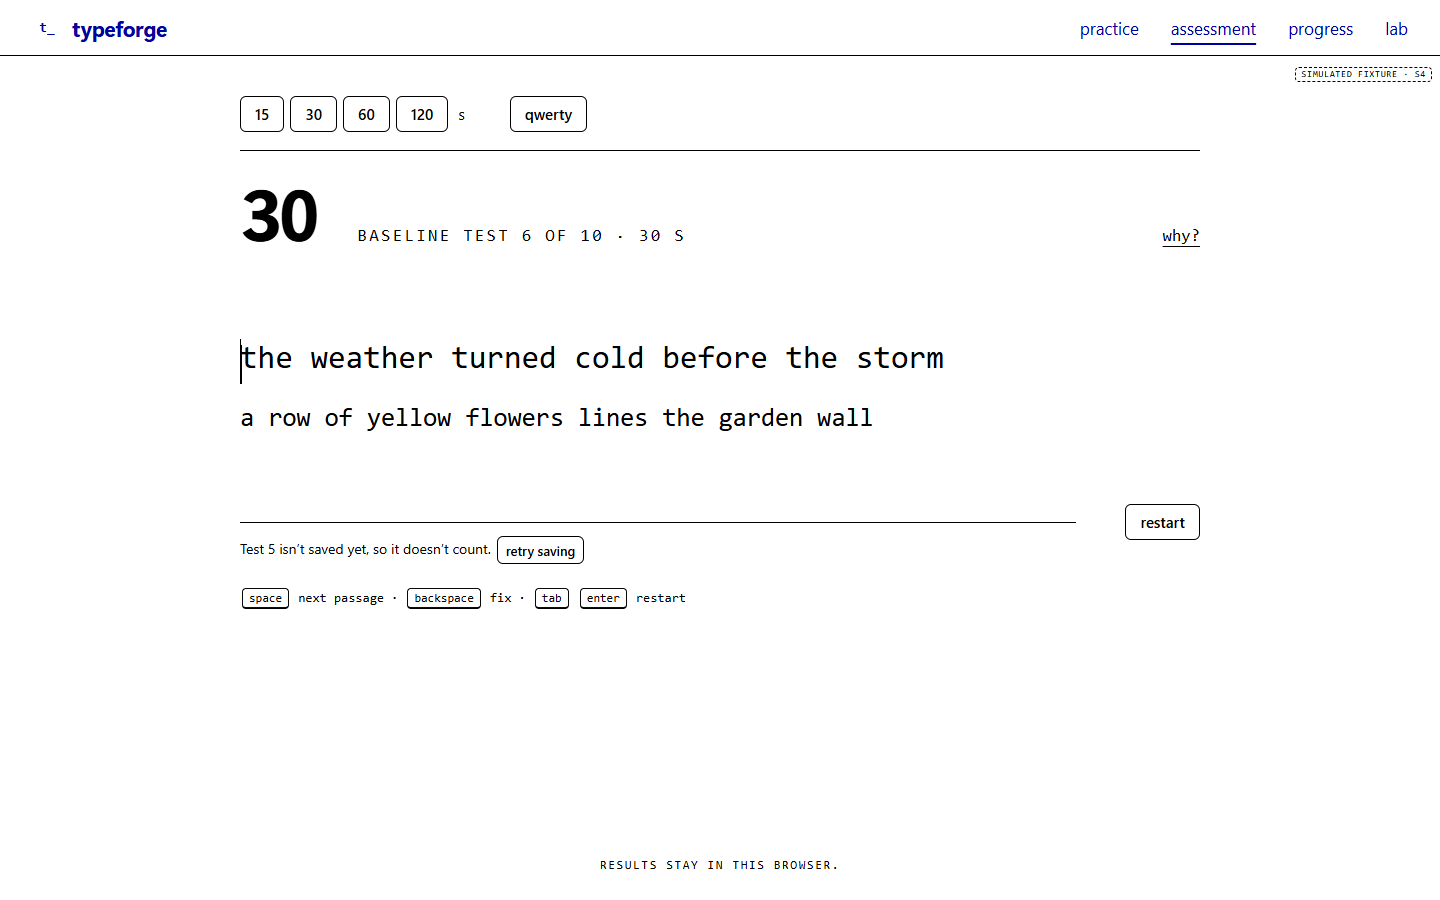 t_ typeforge practice assessment progress lab
SIMULATED FIXTURE · S4
15 30 60 120 s qwerty
30 BASELINE TEST 6 OF 10 · 30 S why?
the weather turned cold before the storm
a row of yellow flowers lines the garden wall
restart
Test 5 isn’t saved yet, so it doesn’t count. retry saving
space next passage · backspace fix · tab enter restart
RESULTS STAY IN THIS BROWSER.